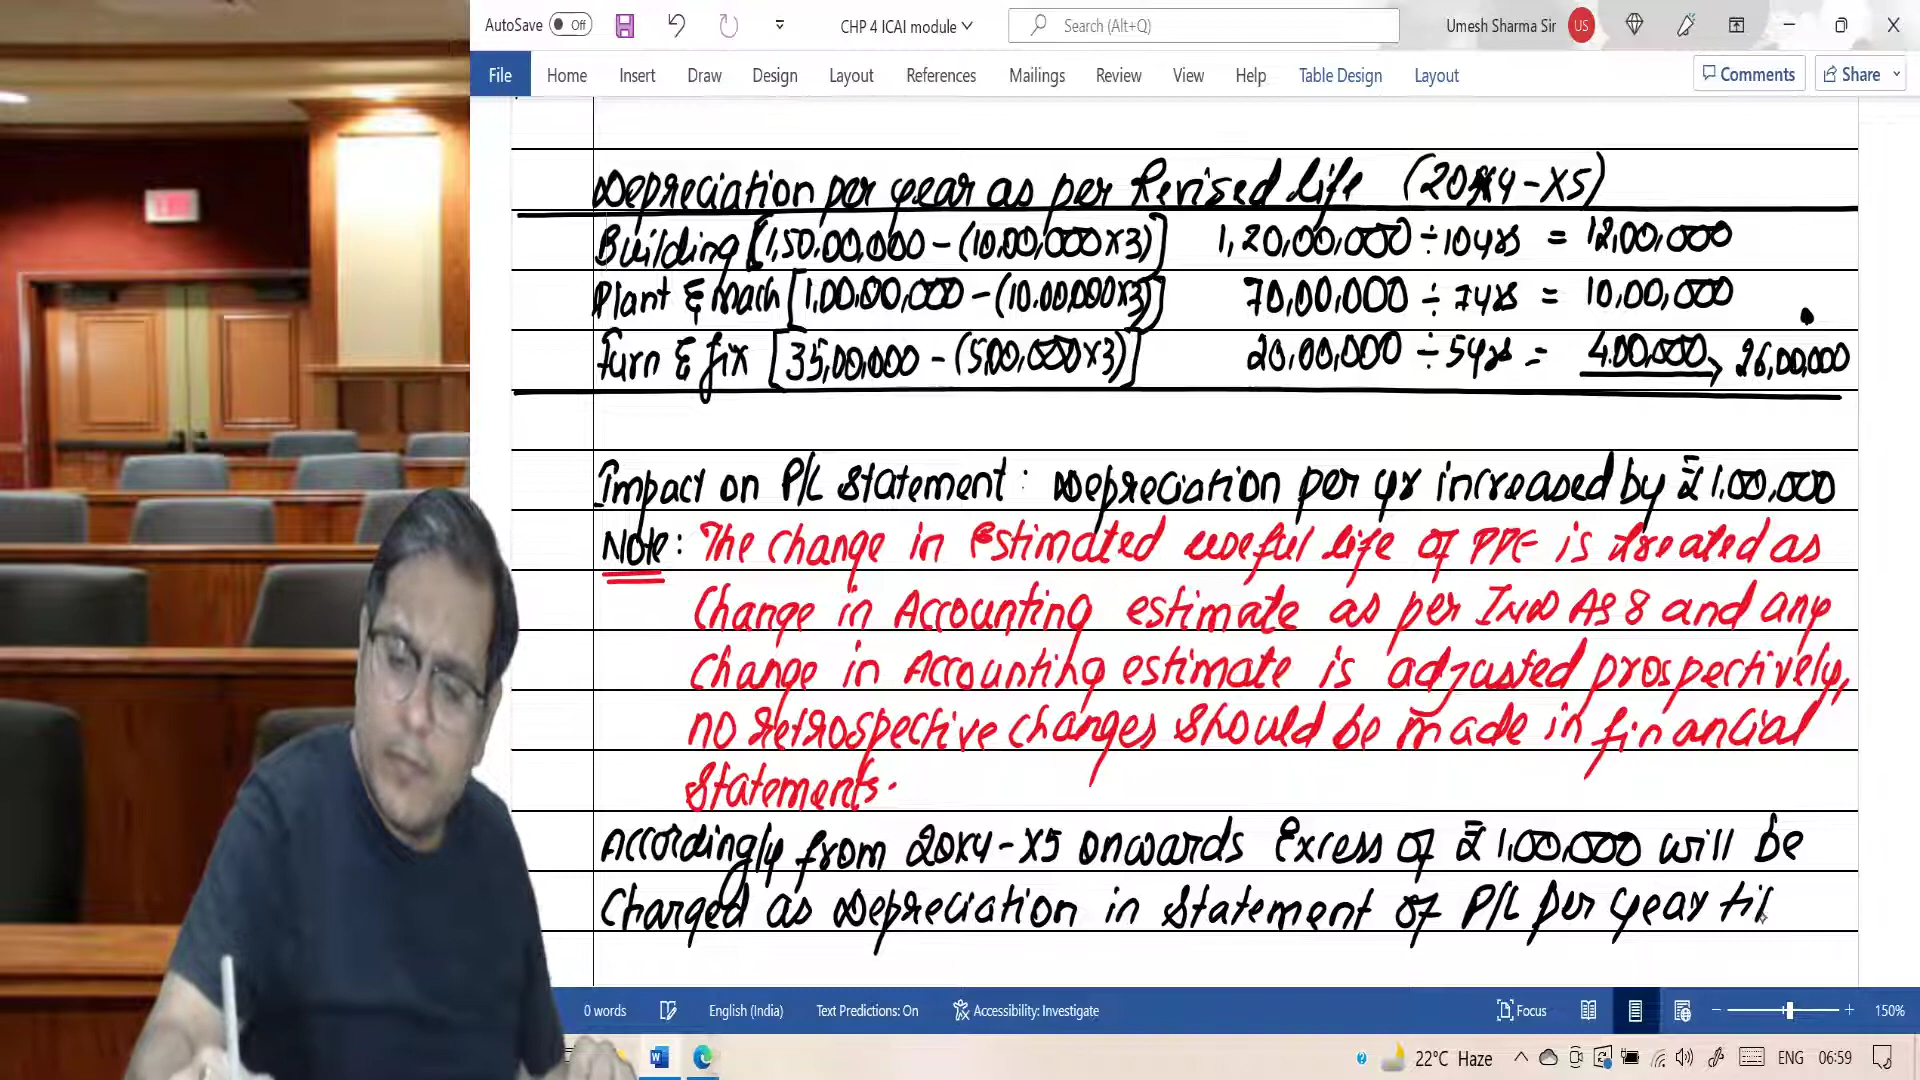 AutoSave Off CHP 4 ICAI module Search (Alt+Q) Umesh Sharma Sir US
File Home Insert Draw Design Layout References Mailings Review View Help Table Design Layout Comments Share
Depreciation per year as per Revised life (20X4-X5)
Building [1,50,00,000 - (10,00,000x3)] 1,20,00,000 ÷ 10yrs = 12,00,000
Plant & Mach [1,00,00,000 - (10,00,000x3)] 70,00,000 ÷ 7yrs = 10,00,000
Furn & fix [35,00,000 - (5,00,000x3)] 20,00,000 ÷ 5yrs = 4,00,000 → 26,00,000
Impact on P/L Statement: Depreciation per yr increased by ₹ 1,00,000
Note: The change in Estimated useful life of PPE is treated as
Change in Accounting estimate as per IND AS 8 and any
Change in Accounting estimate is adjusted prospectively,
no retrospective changes should be made in financial
Statements.
Accordingly from 20X4-X5 onwards Excess of ₹ 1,00,000 will be
Charged as Depreciation in Statement of P/L per year til
0 words English (India) Text Predictions: On Accessibility: Investigate Focus 150%
22°C Haze ENG 06:59